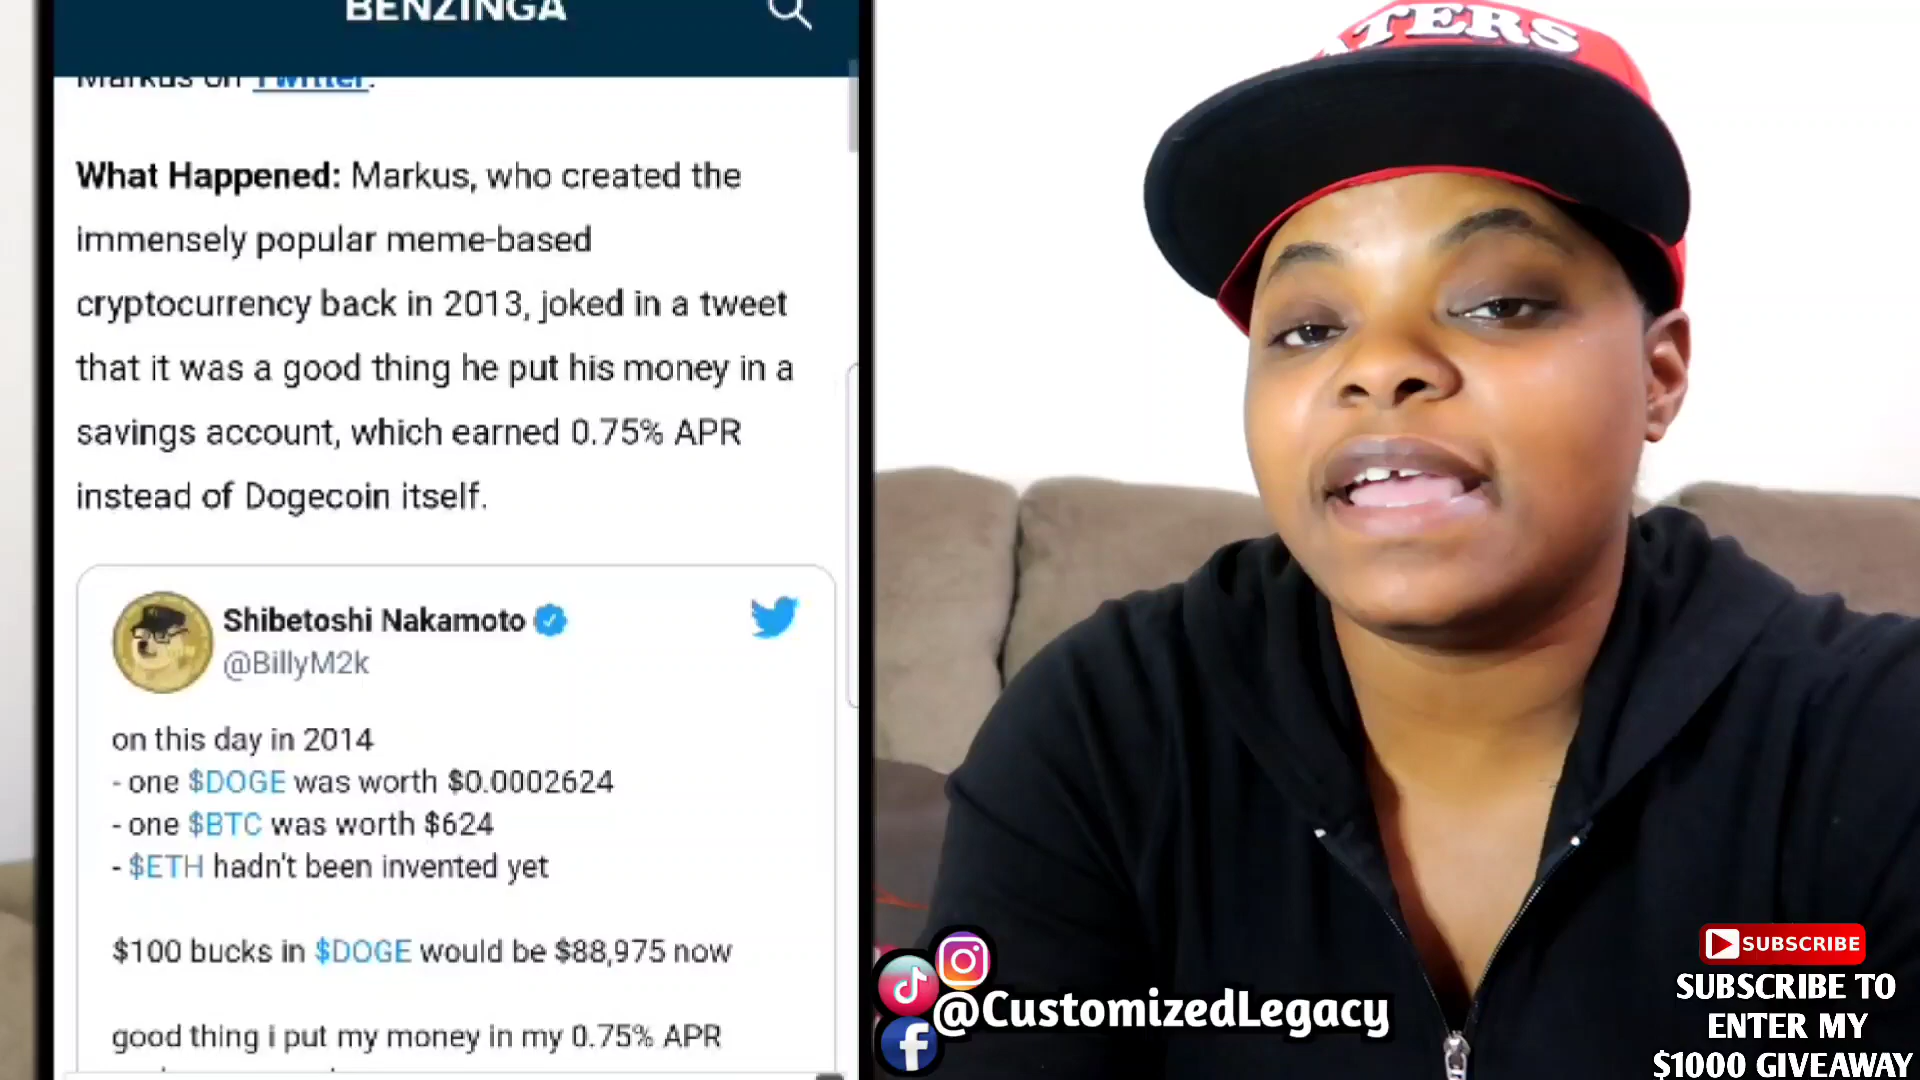 BENZINGA
Markus on Twitter.
What Happened: Markus, who created the
immensely popular meme-based
cryptocurrency back in 2013, joked in a tweet
that it was a good thing he put his money in a
savings account, which earned 0.75% APR
instead of Dogecoin itself.
Shibetoshi Nakamoto
@BillyM2k
on this day in 2014
- one $DOGE was worth $0.0002624
- one $BTC was worth $624
- $ETH hadn't been invented yet
$100 bucks in $DOGE would be $88,975 now
good thing i put my money in my 0.75% APR
ATERS
@CustomizedLegacy
SUBSCRIBE
SUBSCRIBE TO
ENTER MY
$1000 GIVEAWAY